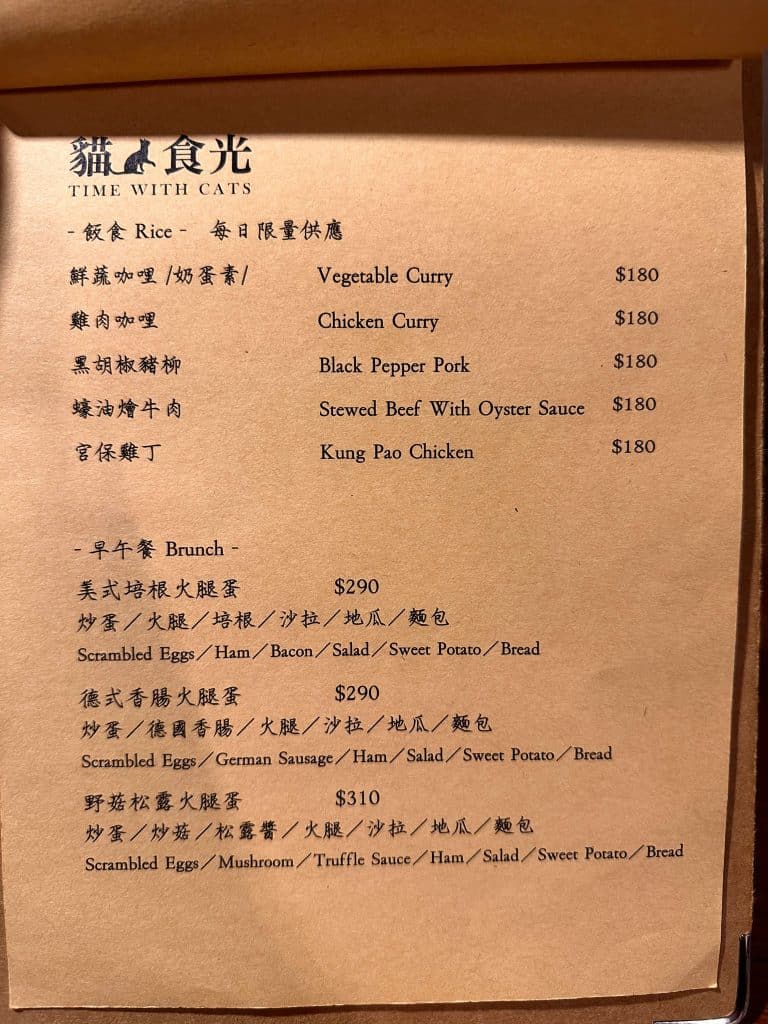 貓食光
TIME WITH CATS
- 飯食 Rice - 每日限量供應
鮮蔬咖哩 /奶蛋素/ Vegetable Curry $180
雞肉咖哩 Chicken Curry $180
黑胡椒豬柳 Black Pepper Pork $180
蠔油燴牛肉 Stewed Beef With Oyster Sauce $180
宮保雞丁 Kung Pao Chicken $180
- 早午餐 Brunch -
美式培根火腿蛋 $290
炒蛋／火腿／培根／沙拉／地瓜／麵包
Scrambled Eggs／Ham／Bacon／Salad／Sweet Potato／Bread
德式香腸火腿蛋 $290
炒蛋／德國香腸／火腿／沙拉／地瓜／麵包
Scrambled Eggs／German Sausage／Ham／Salad／Sweet Potato／Bread
野菇松露火腿蛋 $310
炒蛋／炒菇／松露醬／火腿／沙拉／地瓜／麵包
Scrambled Eggs／Mushroom／Truffle Sauce／Ham／Salad／Sweet Potato／Bread